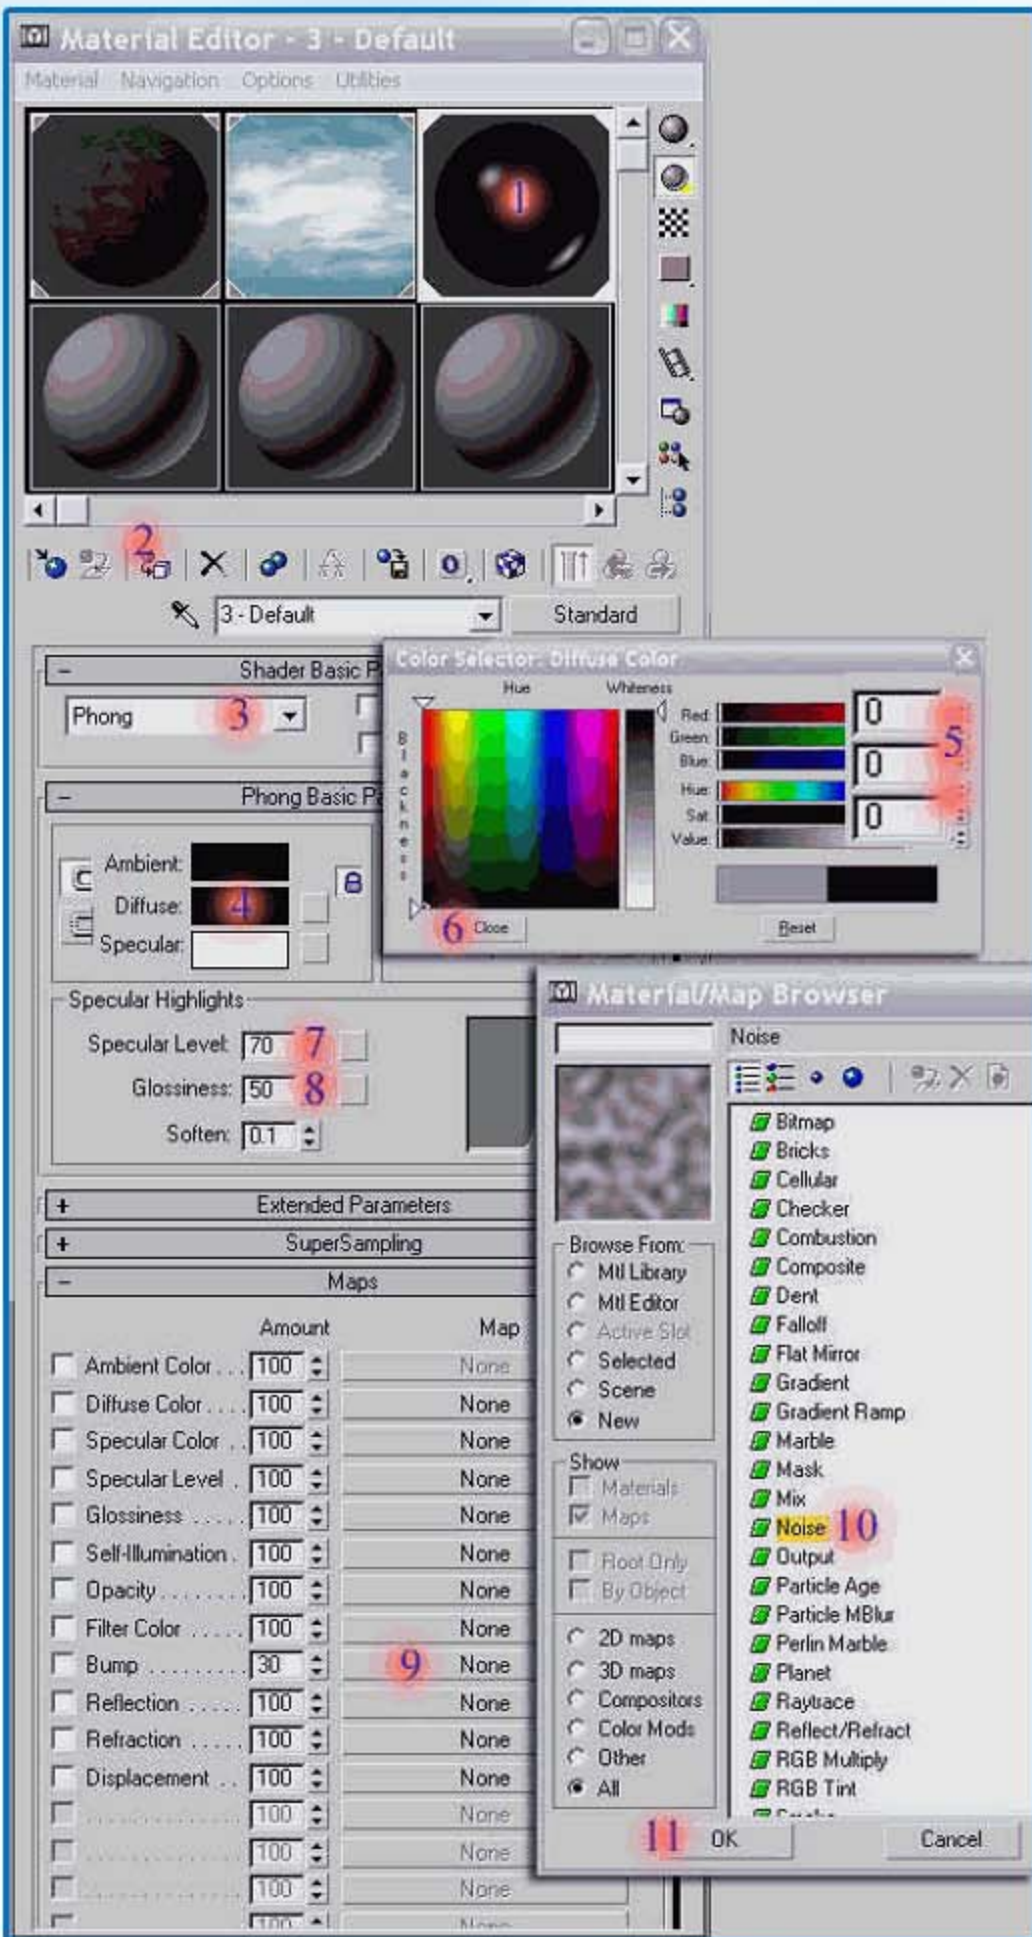 Material Editor - 3 - Default
Material Navigation Options Utilities
1
2
3 - Default
Standard
Shader Basic P
Phong
3
Phong Basic Pa
Ambient:
Diffuse:
4
Specular:
Color Selector: Diffuse Color
Hue
Whiteness
Blackness
Red:
0
Green:
5
Blue:
0
Hue:
Sat:
0
Value:
6
Close
Reset
Specular Highlights
Specular Level: 70 7
Glossiness: 50 8
Soften: 0.1
+ Extended Parameters
+ SuperSampling
- Maps
Amount Map
Ambient Color . . . 100 None
Diffuse Color . . . . 100 None
Specular Color . . 100 None
Specular Level . 100 None
Glossiness . . . . . 100 None
Self-Illumination . 100 None
Opacity . . . . . . . . 100 None
Filter Color . . . . . 100 None
Bump . . . . . . . . . 30 9 None
Reflection . . . . . 100 None
Refraction . . . . . 100 None
Displacement . . 100 None
100 None
100 None
100 None
100 None
Material/Map Browser
Noise
Browse From:
Mtl Library
Mtl Editor
Active Slot
Selected
Scene
New
Show
Materials
Maps
Root Only
By Object
2D maps
3D maps
Compositors
Color Mods
Other
All
Bitmap
Bricks
Cellular
Checker
Combustion
Composite
Dent
Falloff
Flat Mirror
Gradient
Gradient Ramp
Marble
Mask
Mix
Noise 10
Output
Particle Age
Particle MBlur
Perlin Marble
Planet
Raytrace
Reflect/Refract
RGB Multiply
RGB Tint
11 OK
Cancel